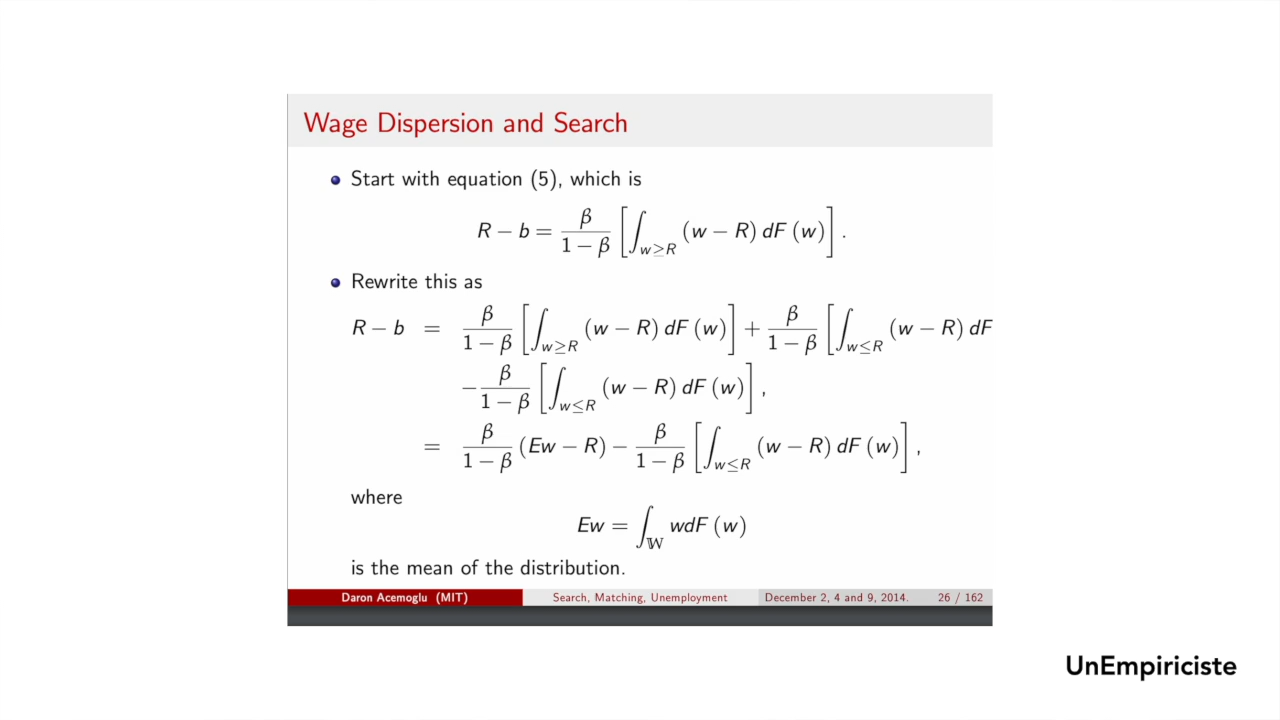 Wage Dispersion and Search
Start with equation (5), which is
R − b = β/(1 − β) [∫_{w≥R} (w − R) dF (w)] .
Rewrite this as
R − b = β/(1 − β) [∫_{w≥R} (w − R) dF (w)] + β/(1 − β) [∫_{w≤R} (w − R) dF
− β/(1 − β) [∫_{w≤R} (w − R) dF (w)] ,
= β/(1 − β) (Ew − R) − β/(1 − β) [∫_{w≤R} (w − R) dF (w)] ,
where
Ew = ∫_𝕎 wdF (w)
is the mean of the distribution.
Daron Acemoglu (MIT) Search, Matching, Unemployment December 2, 4 and 9, 2014. 26 / 162
UnEmpiriciste